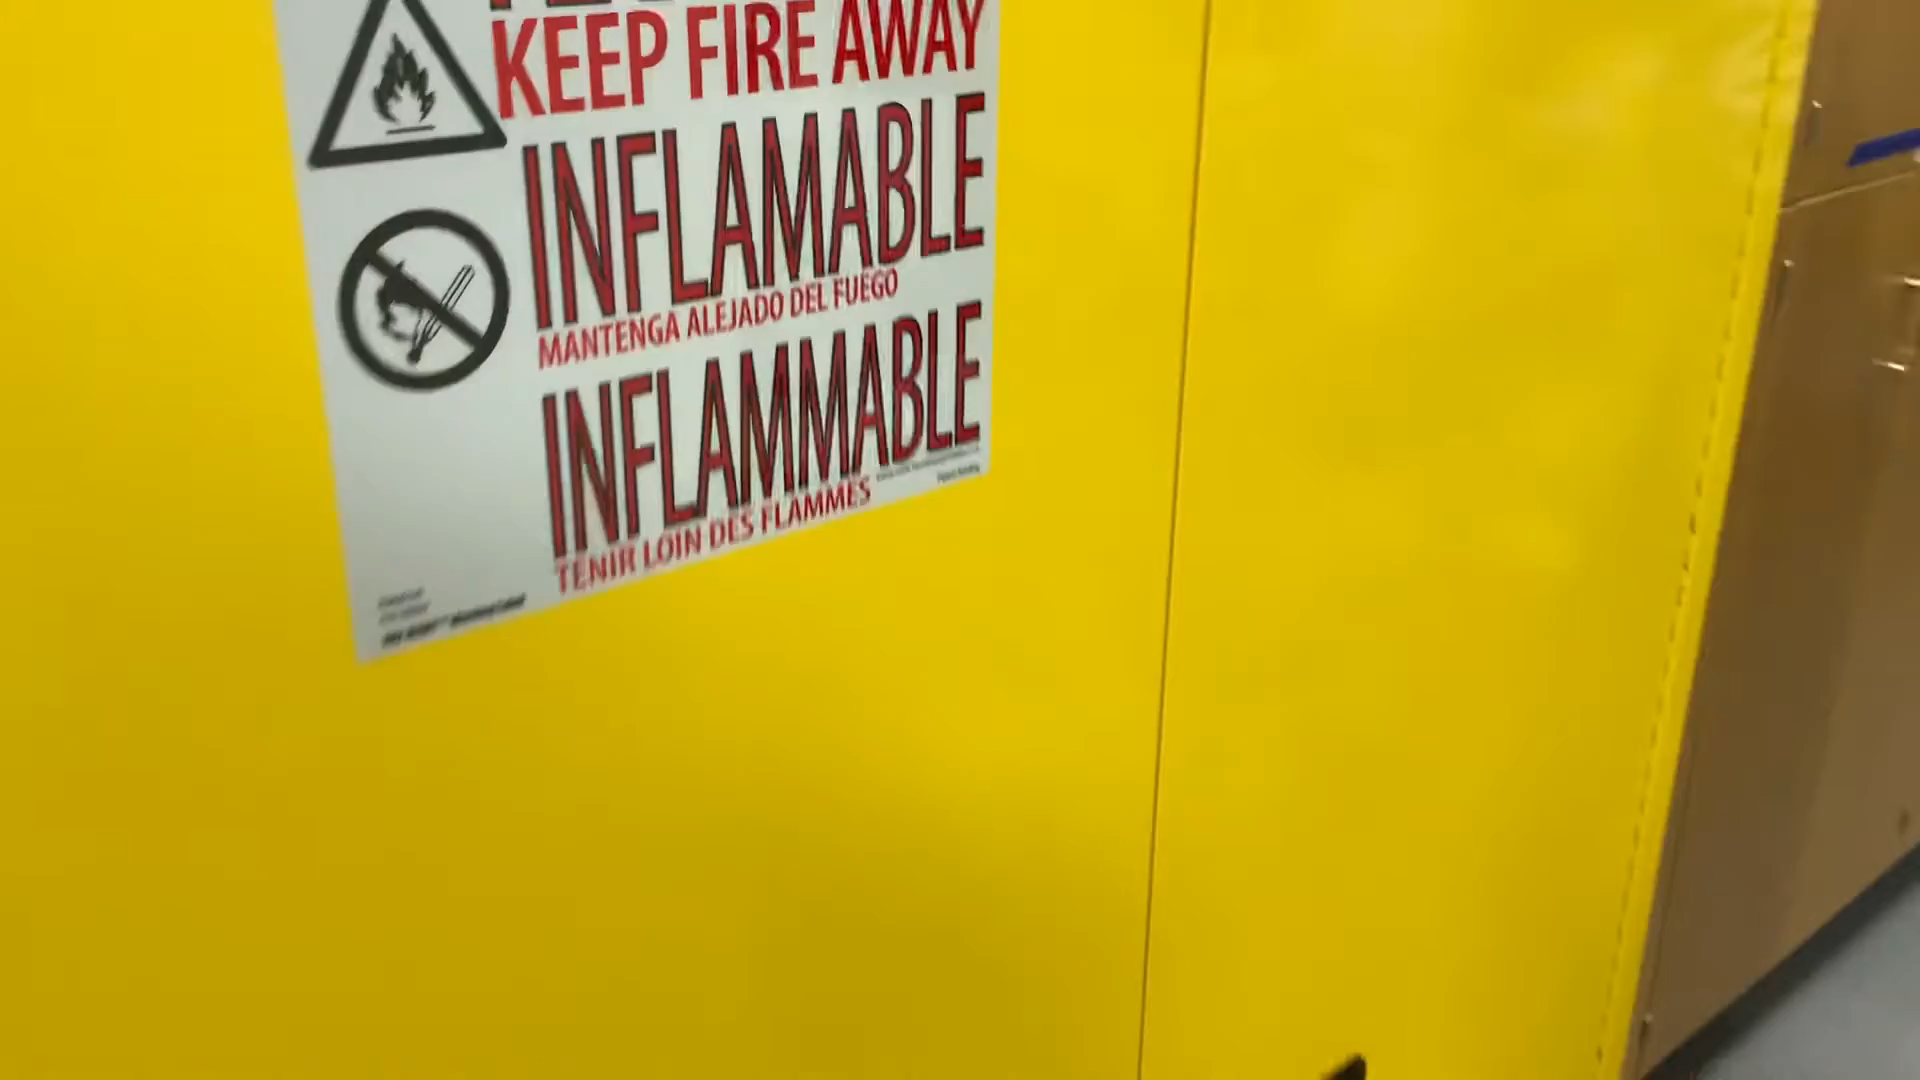 KEEP FIRE AWAY
INFLAMABLE
MANTENGA ALEJADO DEL FUEGO
INFLAMMABLE
TENIR LOIN DES FLAMMES